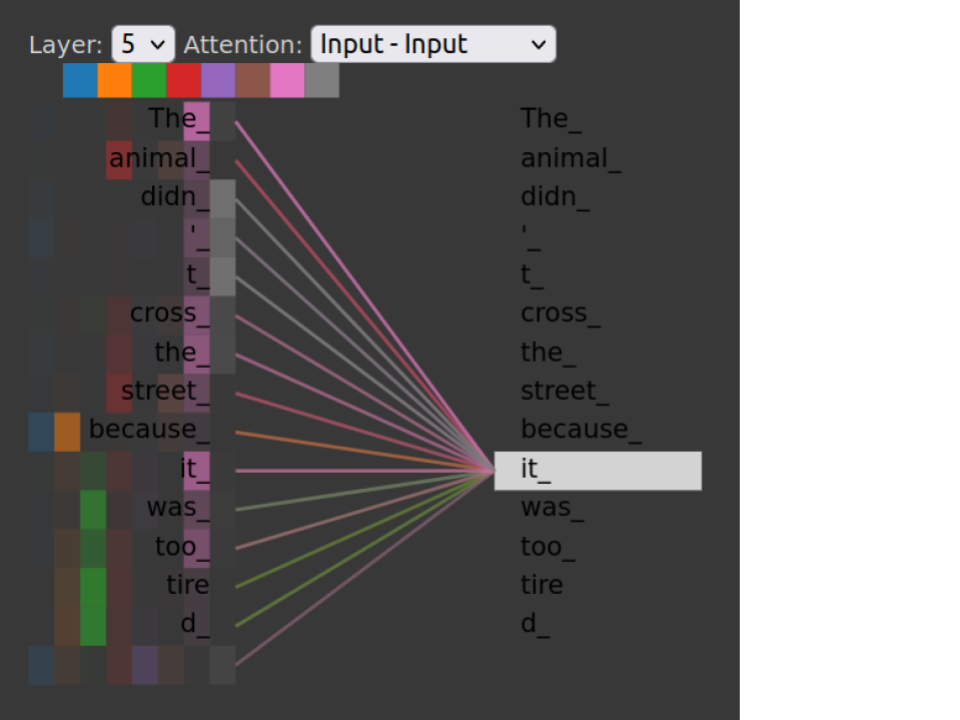 Layer: 5 Attention: Input - Input
The_ The_
animal_ animal_
didn_ didn_
'_ '_
t_ t_
cross_ cross_
the_ the_
street_ street_
because_ because_
it_ it_
was_ was_
too_ too_
tire tire
d_ d_